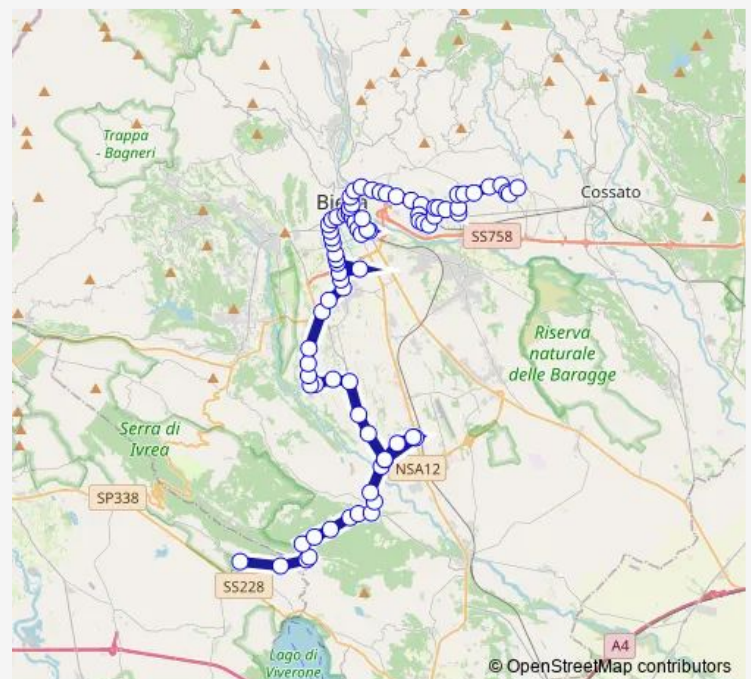 Trappa
- Bagneri
Cossato
SS758
Riserva
naturale
delle Baragge
Serra di
Ivrea
NSA12
SP338
SS228
A4
Lago di
Viverone
© OpenStreetMap contributors